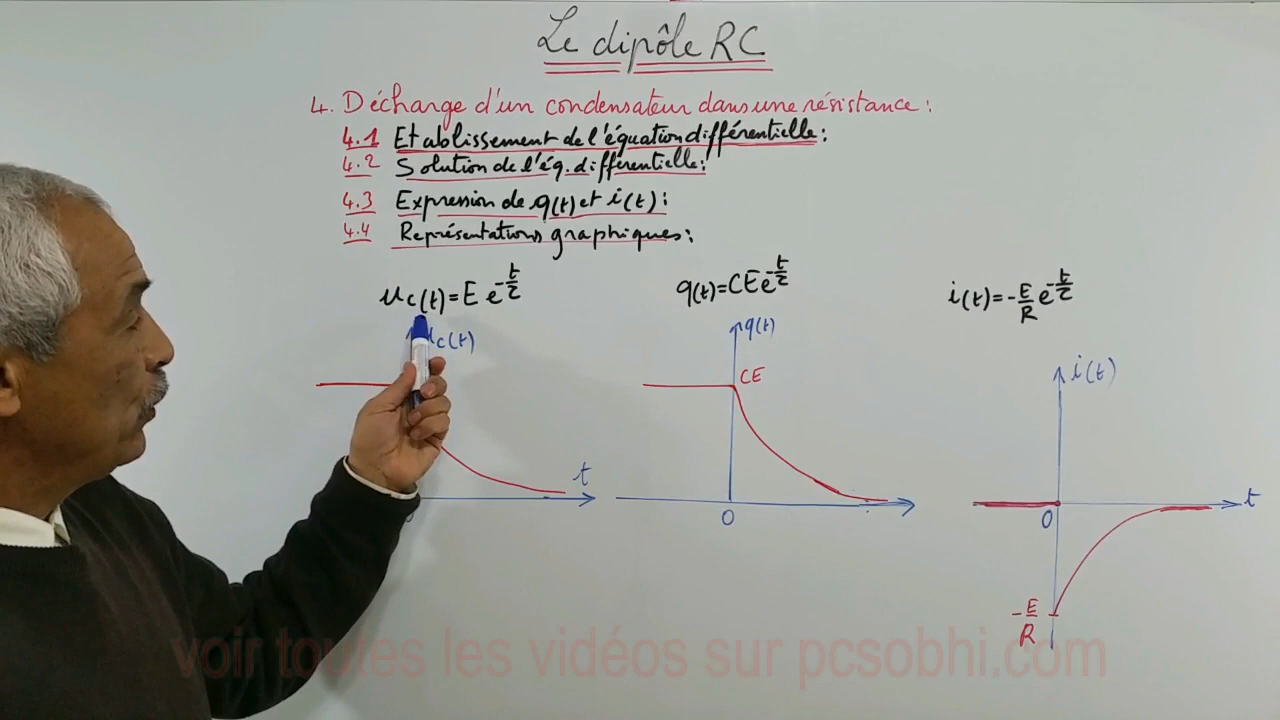 Le dipôle RC
4. Décharge d'un condensateur dans une résistance :
4.1 Etablissement de l'équation différentielle :
4.2 Solution de l'éq. différentielle :
4.3 Expression de q(t) et i(t) :
4.4 Représentations graphiques :
uc(t) = E e^-t/τ q(t) = CE e^-t/τ i(t) = -E/R e^-t/τ
uc(t) q(t) i(t)
CE
t
0 0 t
-E/R
voir toutes les vidéos sur pcsobhi.com